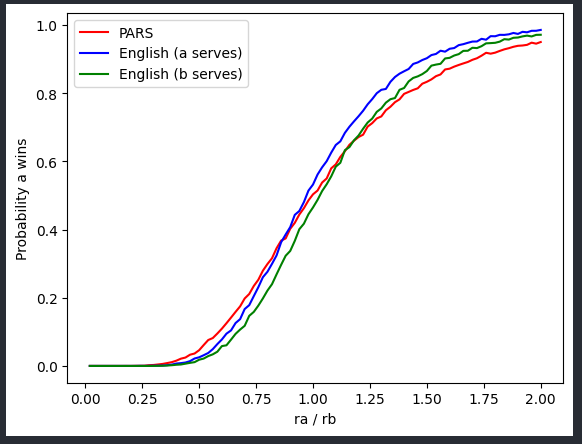 PARS
English (a serves)
English (b serves)
Probability a wins
1.0
0.8
0.6
0.4
0.2
0.0
0.00 0.25 0.50 0.75 1.00 1.25 1.50 1.75 2.00
ra / rb